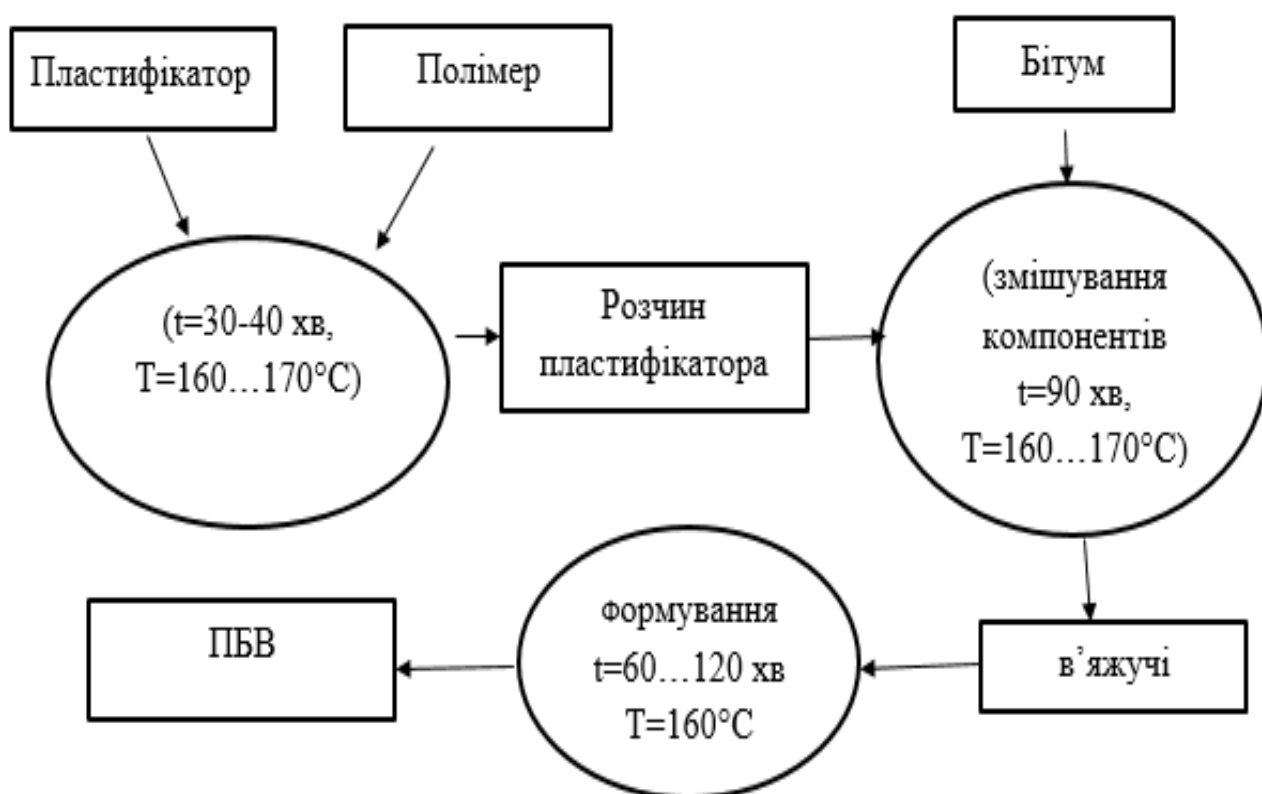 Пластифікатор
Полімер
Бітум
(t=30-40 хв,
T=160...170°C)
Розчин
пластифікатора
(змішування
компонентів
t=90 хв,
T=160...170°C)
ПБВ
Формування
t=60...120 хв
T=160°C
в’яжучі